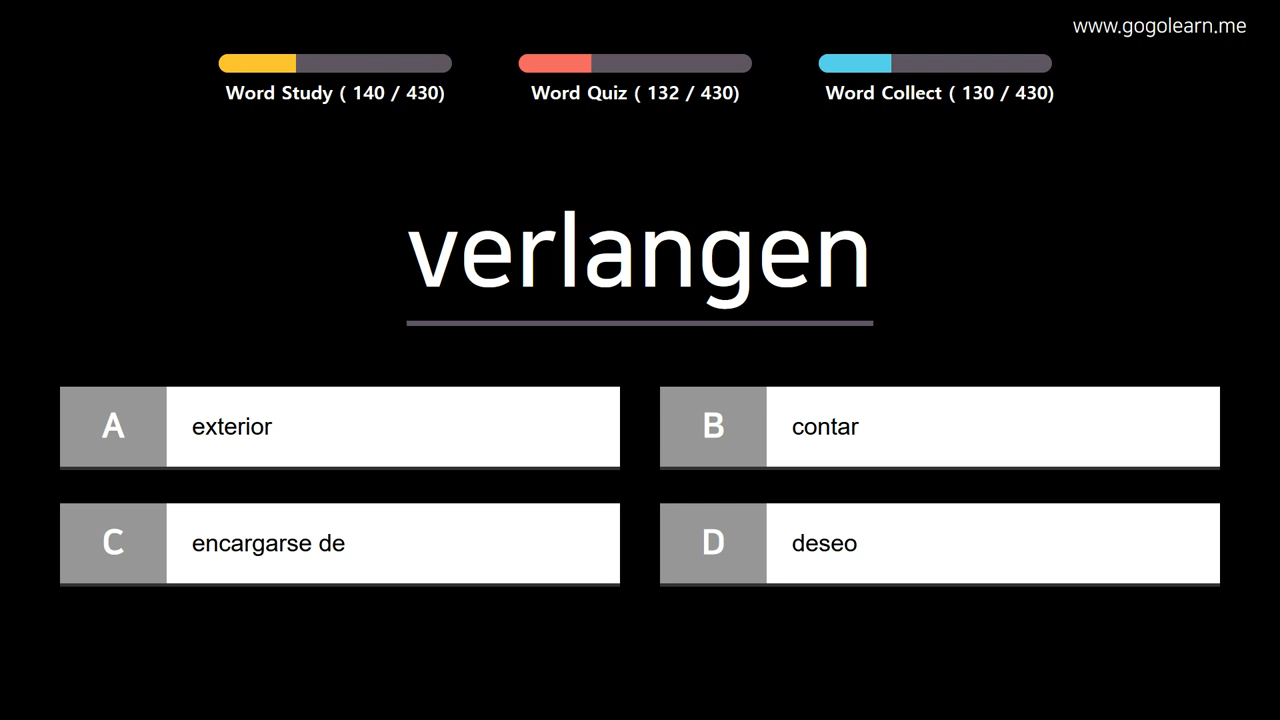 www.gogolearn.me
Word Study ( 140 / 430)
Word Quiz ( 132 / 430)
Word Collect ( 130 / 430)
verlangen
A exterior
B contar
C encargarse de
D deseo